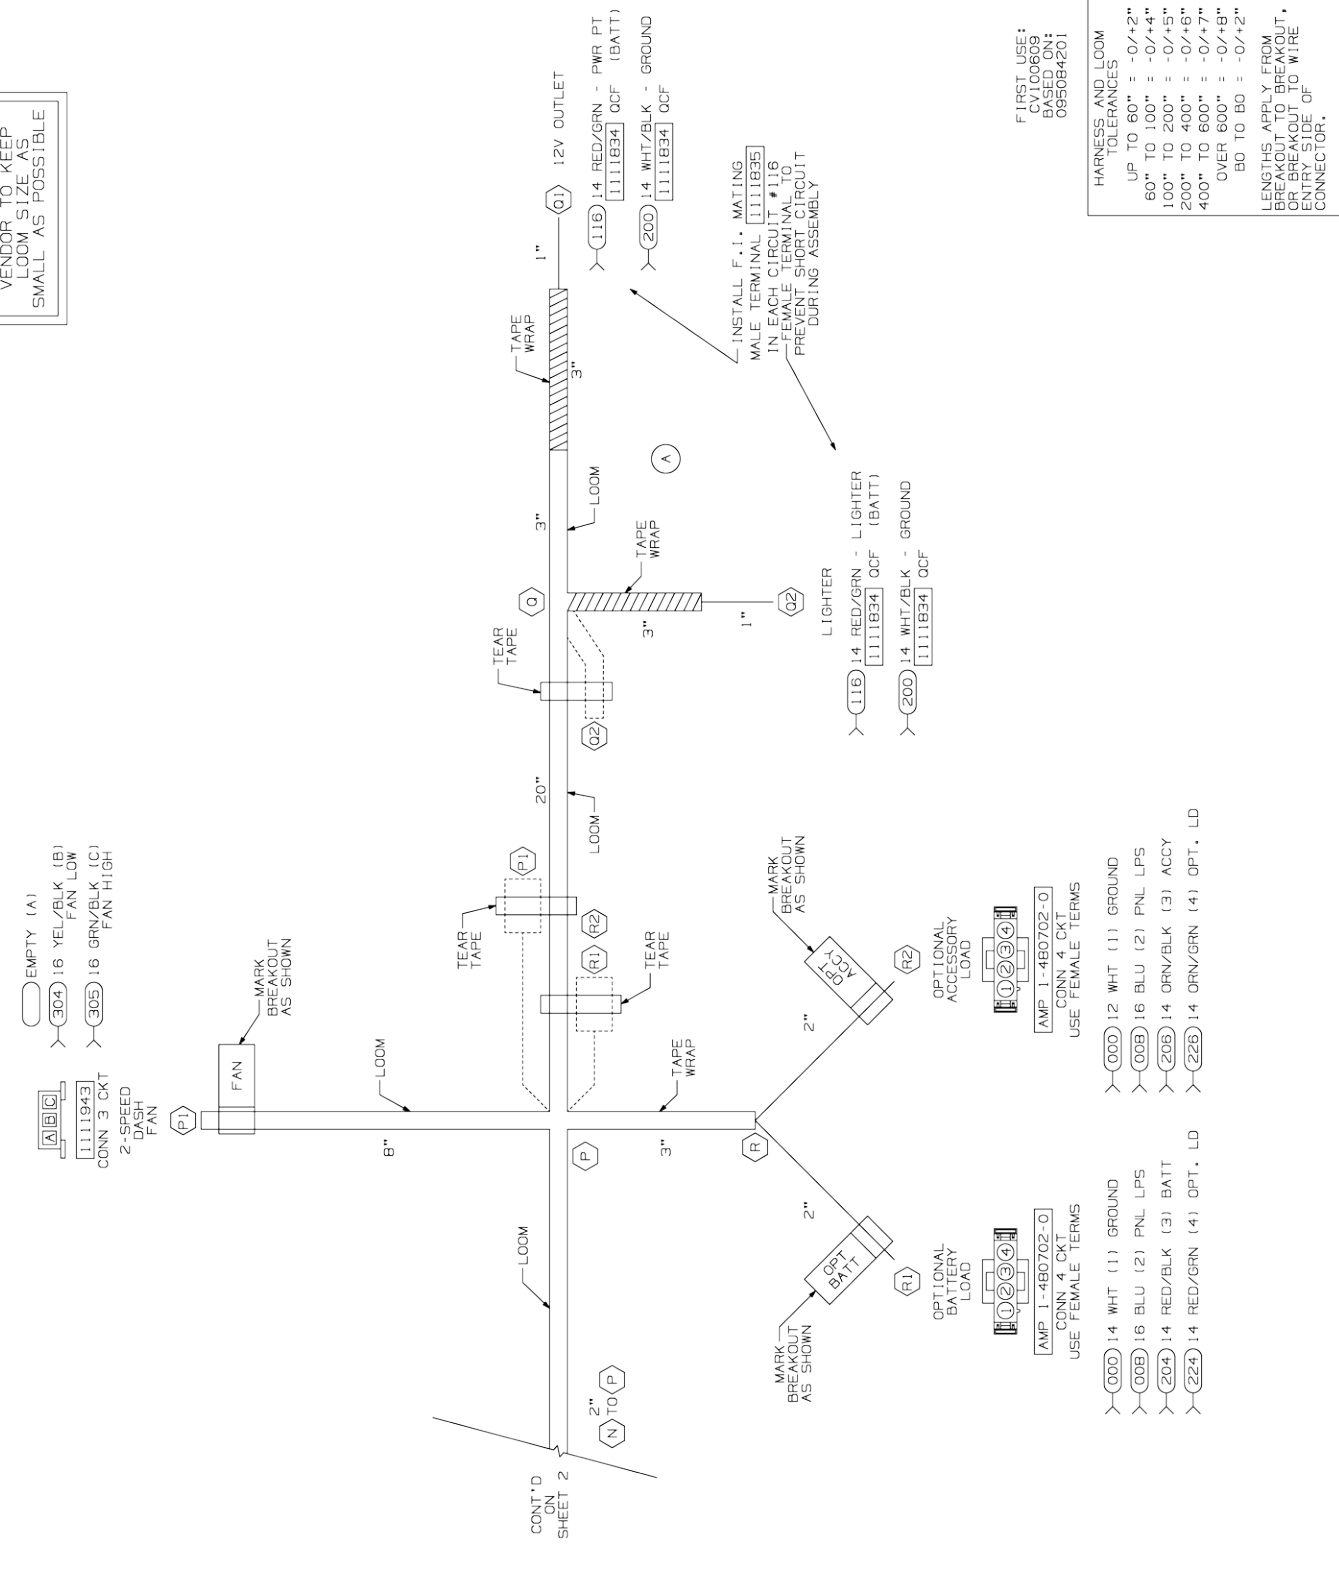 VENDOR TO KEEP
LOOM SIZE AS
SMALL AS POSSIBLE
FIRST USE:
CV100609
BASED ON:
095084201
HARNESS AND LOOM
TOLERANCES
UP TO 60" = -0/+2"
60" TO 100" = -0/+4"
100" TO 200" = -0/+5"
200" TO 400" = -0/+6"
400" TO 600" = -0/+7"
OVER 600" = -0/+8"
BO TO BO = -0/+2"
LENGTHS APPLY FROM
BREAKOUT TO BREAKOUT,
OR BREAKOUT TO WIRE
ENTRY SIDE OF
CONNECTOR.
A B C
1111943
CONN 3 CKT
2-SPEED
DASH
FAN
EMPTY (A)
304 16 YEL/BLK (B)
FAN LOW
305 16 GRN/BLK (C)
FAN HIGH
P1
FAN
MARK
BREAKOUT
AS SHOWN
8"
LOOM
CONT'D
ON
SHEET 2
LOOM
2"
N TO P
P
3"
TAPE
WRAP
R
TEAR
TAPE
P1
R1
R2
TEAR
TAPE
20"
LOOM
TEAR
TAPE
Q2
Q
3"
LOOM
TAPE
WRAP
3"
TAPE
WRAP
3"
1"
Q1
12V OUTLET
116 14 RED/GRN - PWR PT
1111834 QCF (BATT)
200 14 WHT/BLK - GROUND
1111834 QCF
A
INSTALL F.I. MATING
MALE TERMINAL 1111835
IN EACH CIRCUIT #116
FEMALE TERMINAL TO
PREVENT SHORT CIRCUIT
DURING ASSEMBLY
1"
Q2
LIGHTER
116 14 RED/GRN - LIGHTER
1111834 QCF (BATT)
200 14 WHT/BLK - GROUND
1111834 QCF
2"
OPT
BATT
MARK
BREAKOUT
AS SHOWN
R1
OPTIONAL
BATTERY
LOAD
1 2 3 4
AMP 1-480702-0
CONN 4 CKT
USE FEMALE TERMS
000 14 WHT (1) GROUND
008 16 BLU (2) PNL LPS
204 14 RED/BLK (3) BATT
224 14 RED/GRN (4) OPT. LD
2"
OPT
ACCY
MARK
BREAKOUT
AS SHOWN
R2
OPTIONAL
ACCESSORY
LOAD
1 2 3 4
AMP 1-480702-0
CONN 4 CKT
USE FEMALE TERMS
000 12 WHT (1) GROUND
008 16 BLU (2) PNL LPS
206 14 ORN/BLK (3) ACCY
226 14 ORN/GRN (4) OPT. LD